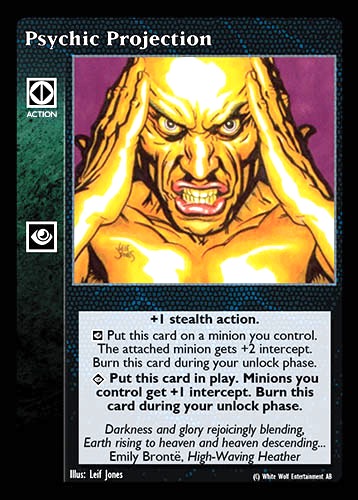 Psychic Projection
ACTION
Leif
Jones
+1 stealth action.
Put this card on a minion you control.
The attached minion gets +2 intercept.
Burn this card during your unlock phase.
Put this card in play. Minions you
control get +1 intercept. Burn this
card during your unlock phase.
Darkness and glory rejoicingly blending,
Earth rising to heaven and heaven descending...
Emily Brontë, High-Waving Heather
Illus: Leif Jones
(C) White Wolf Entertainment AB